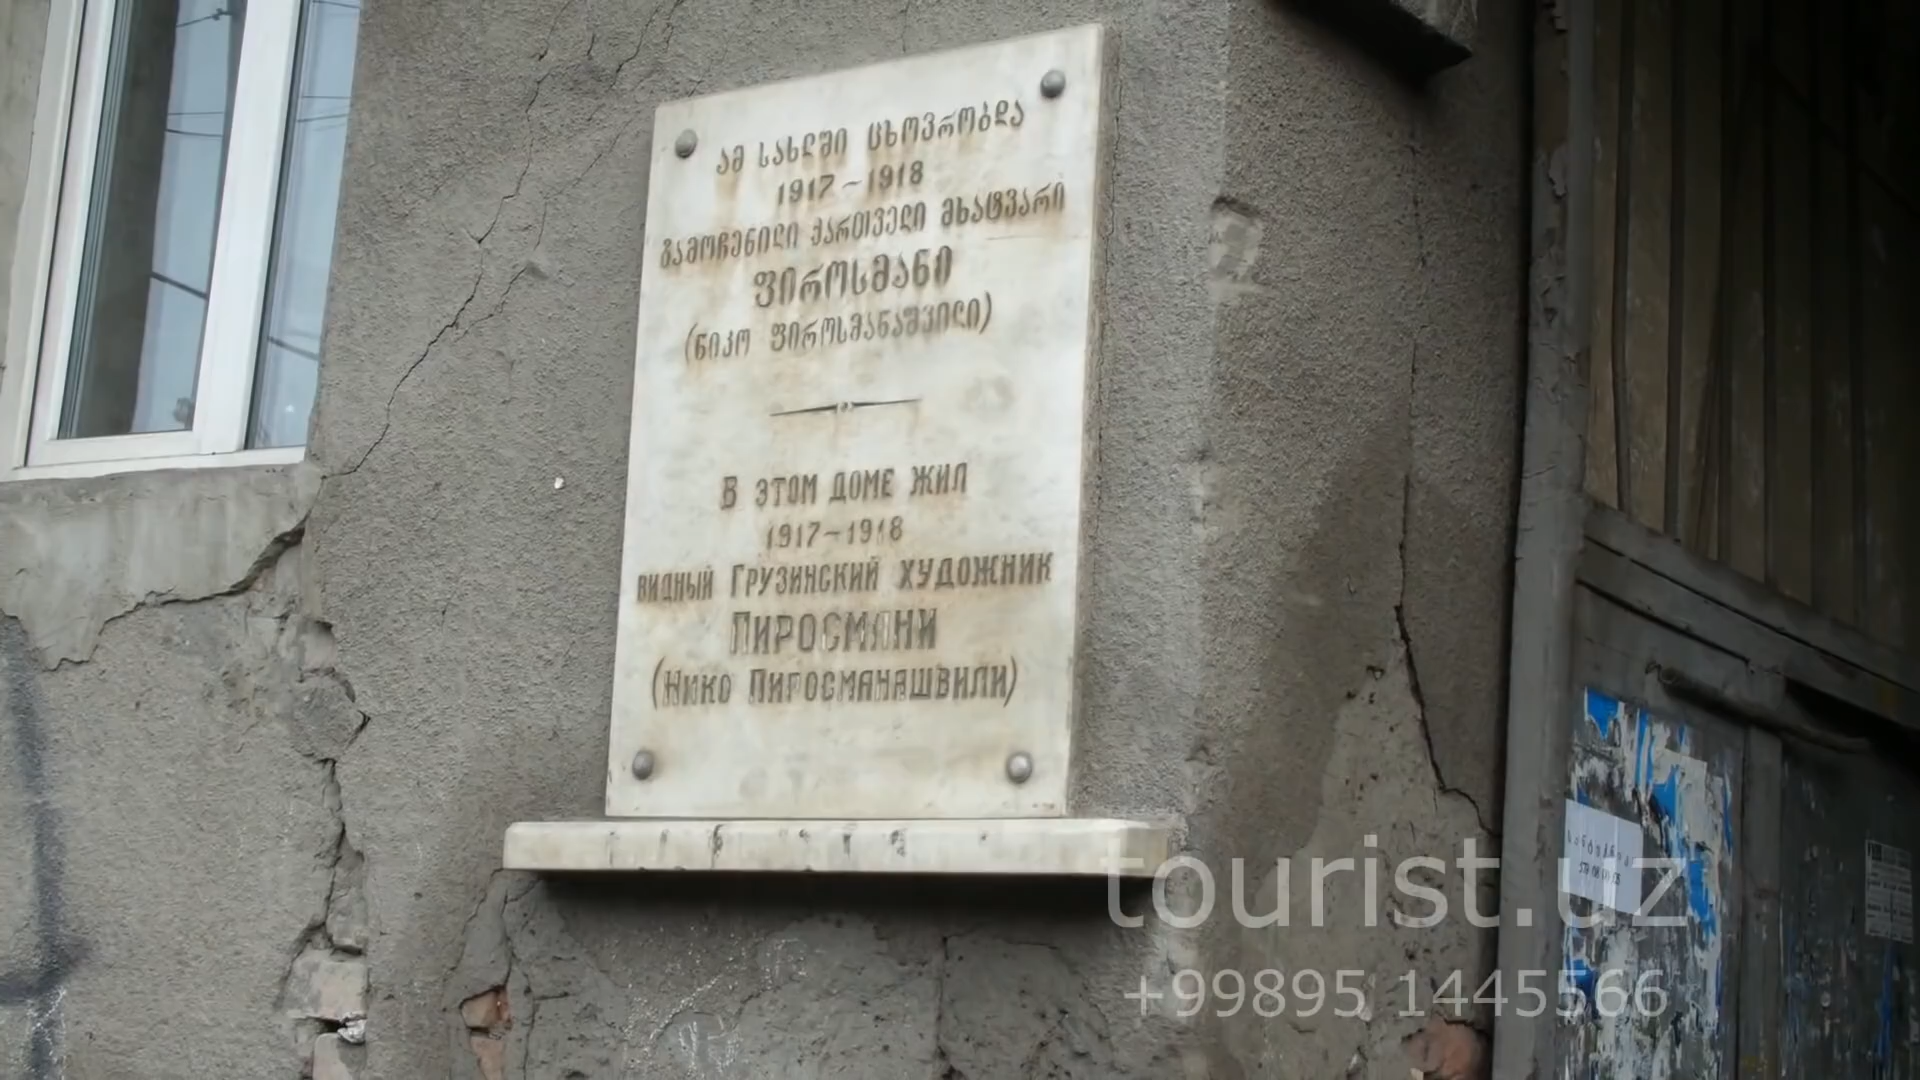 ამ სახლში ცხოვრობდა
1917-1918
გამოჩენილი ქართველი მხატვარი
ფიროსმანი
(ნიკო ფიროსმანაშვილი)
В ЭТОМ ДОМЕ ЖИЛ
1917-1918
ВИДНЫЙ ГРУЗИНСКИЙ ХУДОЖНИК
ПИРОСМАНИ
(НИКО ПИРОСМАНАШВИЛИ)
tourist.uz
+99895 1445566